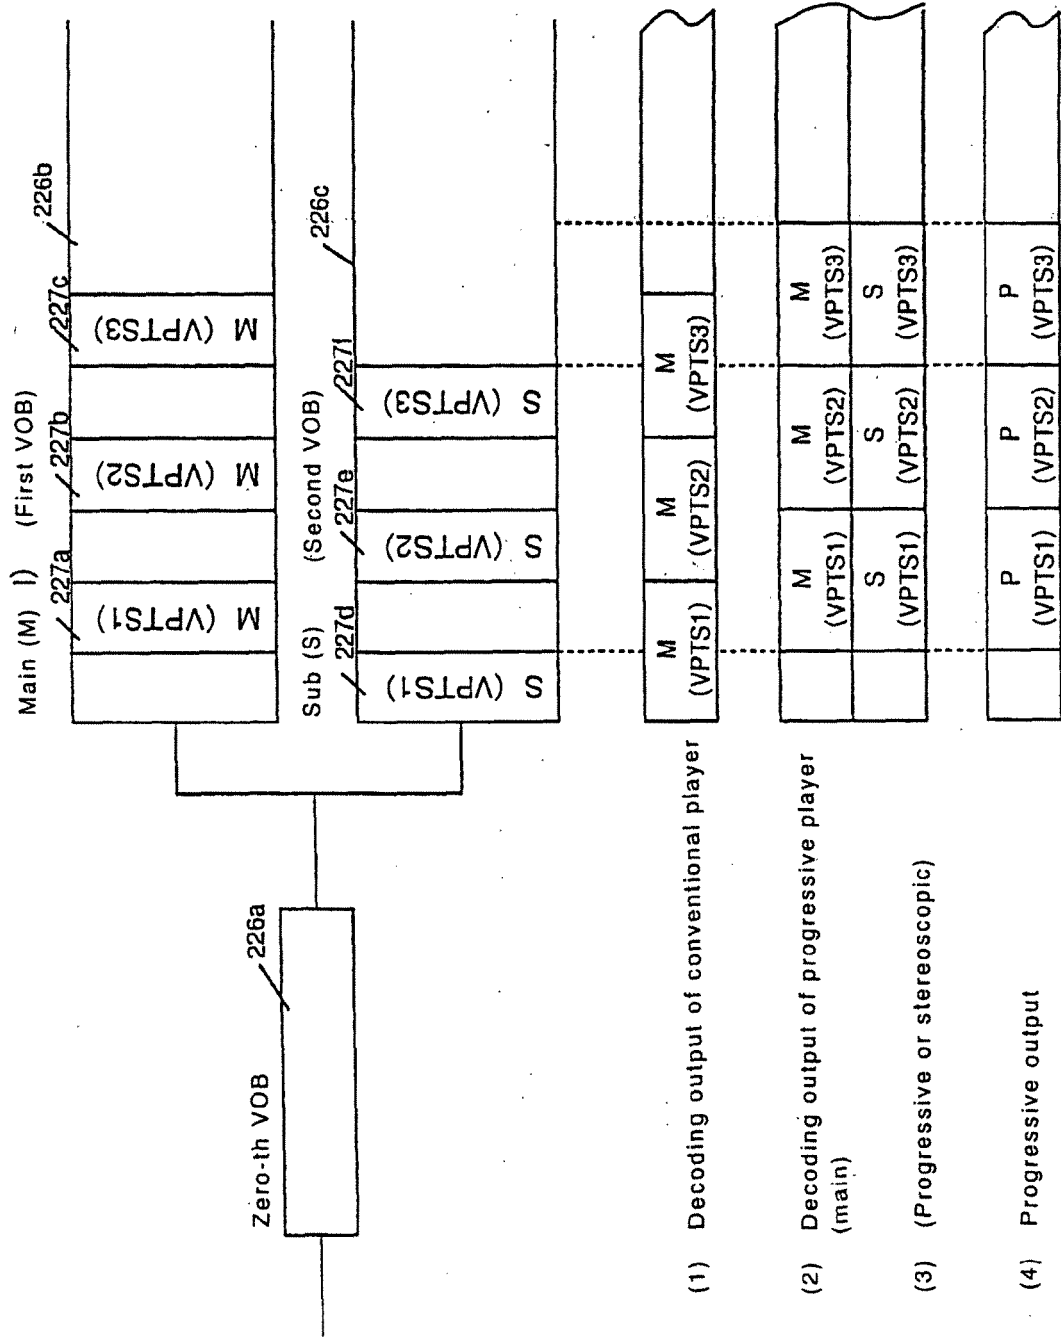 Zero-th VOB
226a
Main (M)
I)
(First VOB)
227a
227b
227c
226b
M (VPTS1)
M (VPTS2)
M (VPTS3)
Sub (S)
(Second VOB)
227d
227e
227f
226c
S (VPTS1)
S (VPTS2)
S (VPTS3)
(1) Decoding output of conventional player
M
(VPTS1)
M
(VPTS2)
M
(VPTS3)
(2) Decoding output of progressive player
(main)
M
(VPTS1)
M
(VPTS2)
M
(VPTS3)
(3) (Progressive or stereoscopic)
S
(VPTS1)
S
(VPTS2)
S
(VPTS3)
(4) Progressive output
P
(VPTS1)
P
(VPTS2)
P
(VPTS3)